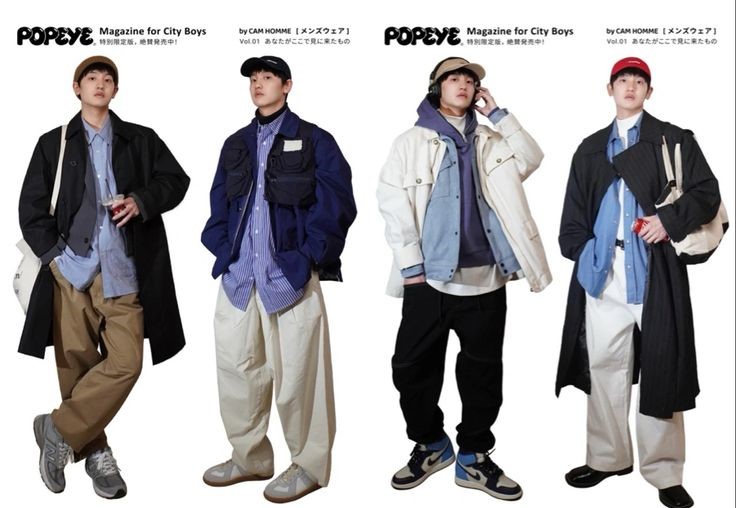 POPEYE® Magazine for City Boys
特別限定版，絶賛発売中！
by CAM HOMME [メンズウェア]
Vol.01 あなたがここで見に来たもの
POPEYE® Magazine for City Boys
特別限定版，絶賛発売中！
by CAM HOMME [メンズウェア]
Vol.01 あなたがここで見に来たもの